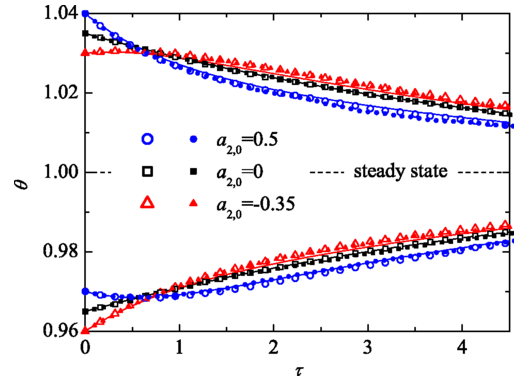 1.04
1.02
1.00
0.98
0.96
θ
a2,0=0.5
a2,0=0
a2,0=-0.35
steady state
0 1 2 3 4
τ